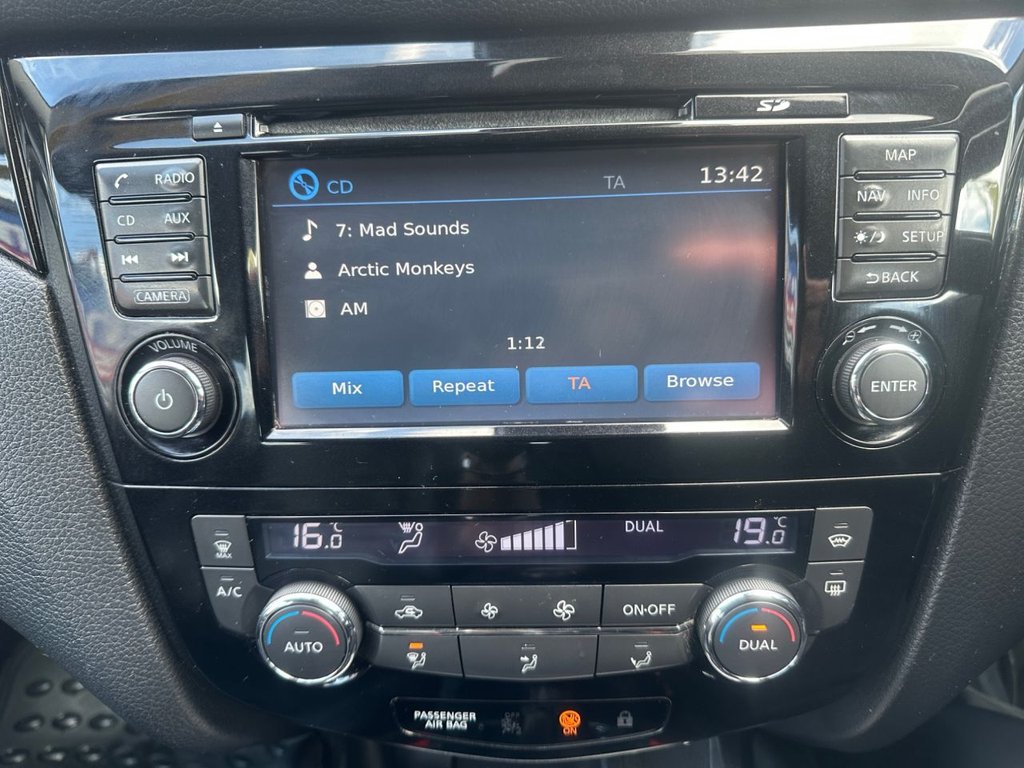 SD
RADIO
CD AUX
CAMERA
VOLUME
CD TA 13:42
7: Mad Sounds
Arctic Monkeys
AM
1:12
Mix Repeat TA Browse
MAP
NAV INFO
SETUP
BACK
ENTER
16.0 °C DUAL 19.0 °C
MAX
A/C
AUTO
ON·OFF
DUAL
PASSENGER
AIR BAG
OFF
ON